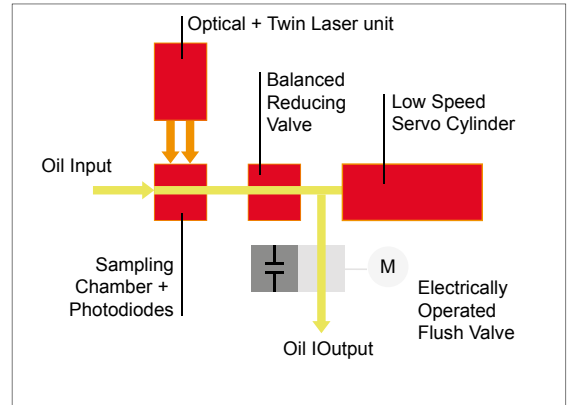 Optical + Twin Laser unit
Balanced
Reducing
Valve
Low Speed
Servo Cylinder
Oil Input
Sampling
Chamber +
Photodiodes
M
Electrically
Operated
Flush Valve
Oil IOutput